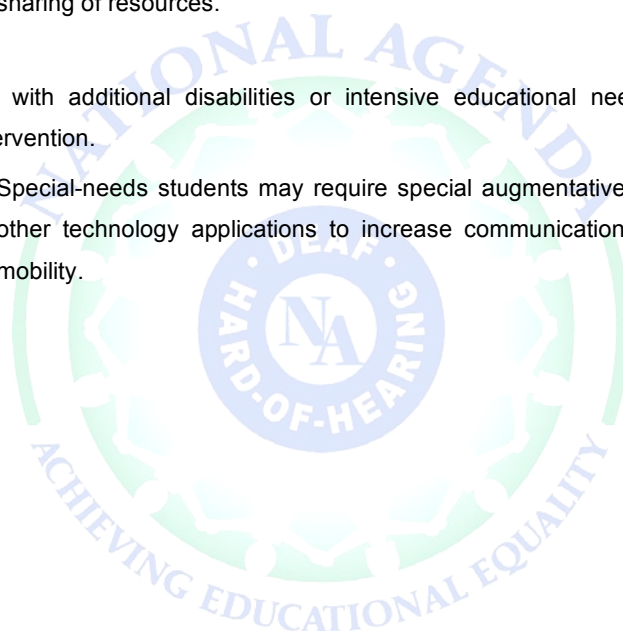 sharing of resources.
with additional disabilities or intensive educational nee
ervention.
Special-needs students may require special augmentative
other technology applications to increase communication
mobility.
NATIONAL AGENDA
DEAF • HARD-OF-HEARING •
NA
ACHIEVING EDUCATIONAL EQUALITY